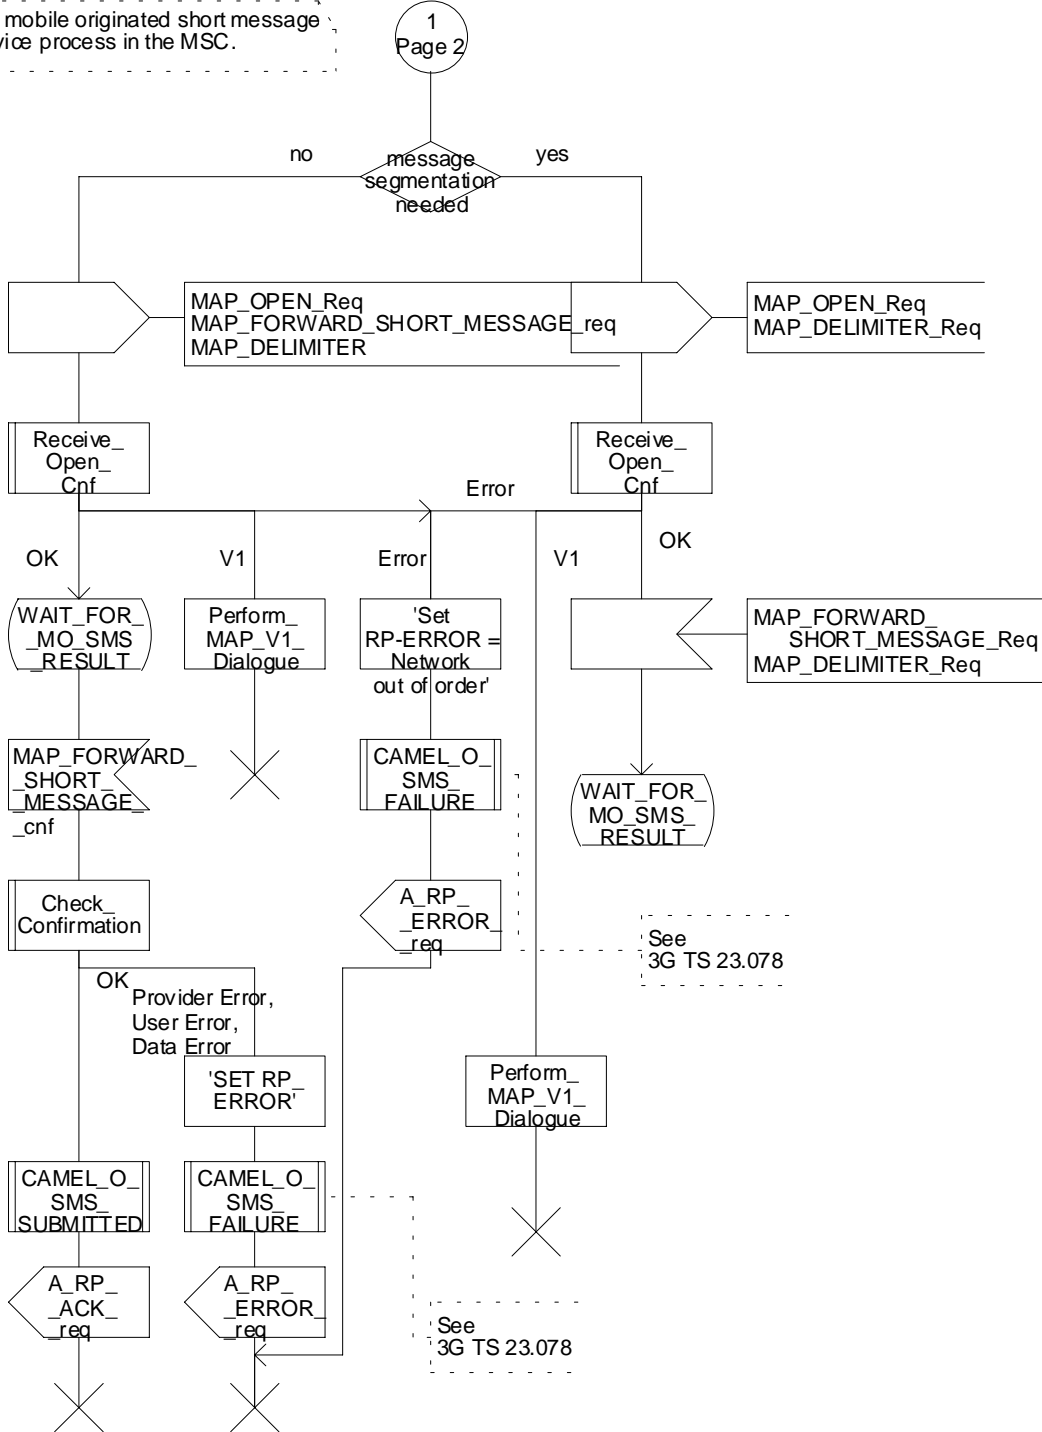 mobile originated short message
vice process in the MSC.
1
Page 2
no
message
segmentation
needed
yes
MAP_OPEN_Req
MAP_FORWARD_SHORT_MESSAGE_req
MAP_DELIMITER
MAP_OPEN_Req
MAP_DELIMITER_Req
Receive_
Open_
Cnf
Receive_
Open_
Cnf
Error
OK
V1
Error
V1
OK
WAIT_FOR_
_MO_SMS
_RESULT
Perform_
MAP_V1_
Dialogue
'Set
RP-ERROR =
Network
out of order'
MAP_FORWARD_
SHORT_MESSAGE_Req
MAP_DELIMITER_Req
MAP_FORWARD_
_SHORT_
_MESSAGE_
_cnf
CAMEL_O_
SMS_
FAILURE
WAIT_FOR_
MO_SMS_
RESULT
Check_
Confirmation
A_RP_
_ERROR_
_req
See
3G TS 23.078
OK
Provider Error,
User Error,
Data Error
'SET RP_
ERROR'
Perform_
MAP_V1_
Dialogue
CAMEL_O_
SMS_
SUBMITTED
CAMEL_O_
SMS_
FAILURE
A_RP_
_ACK_
_req
A_RP_
_ERROR_
_req
See
3G TS 23.078